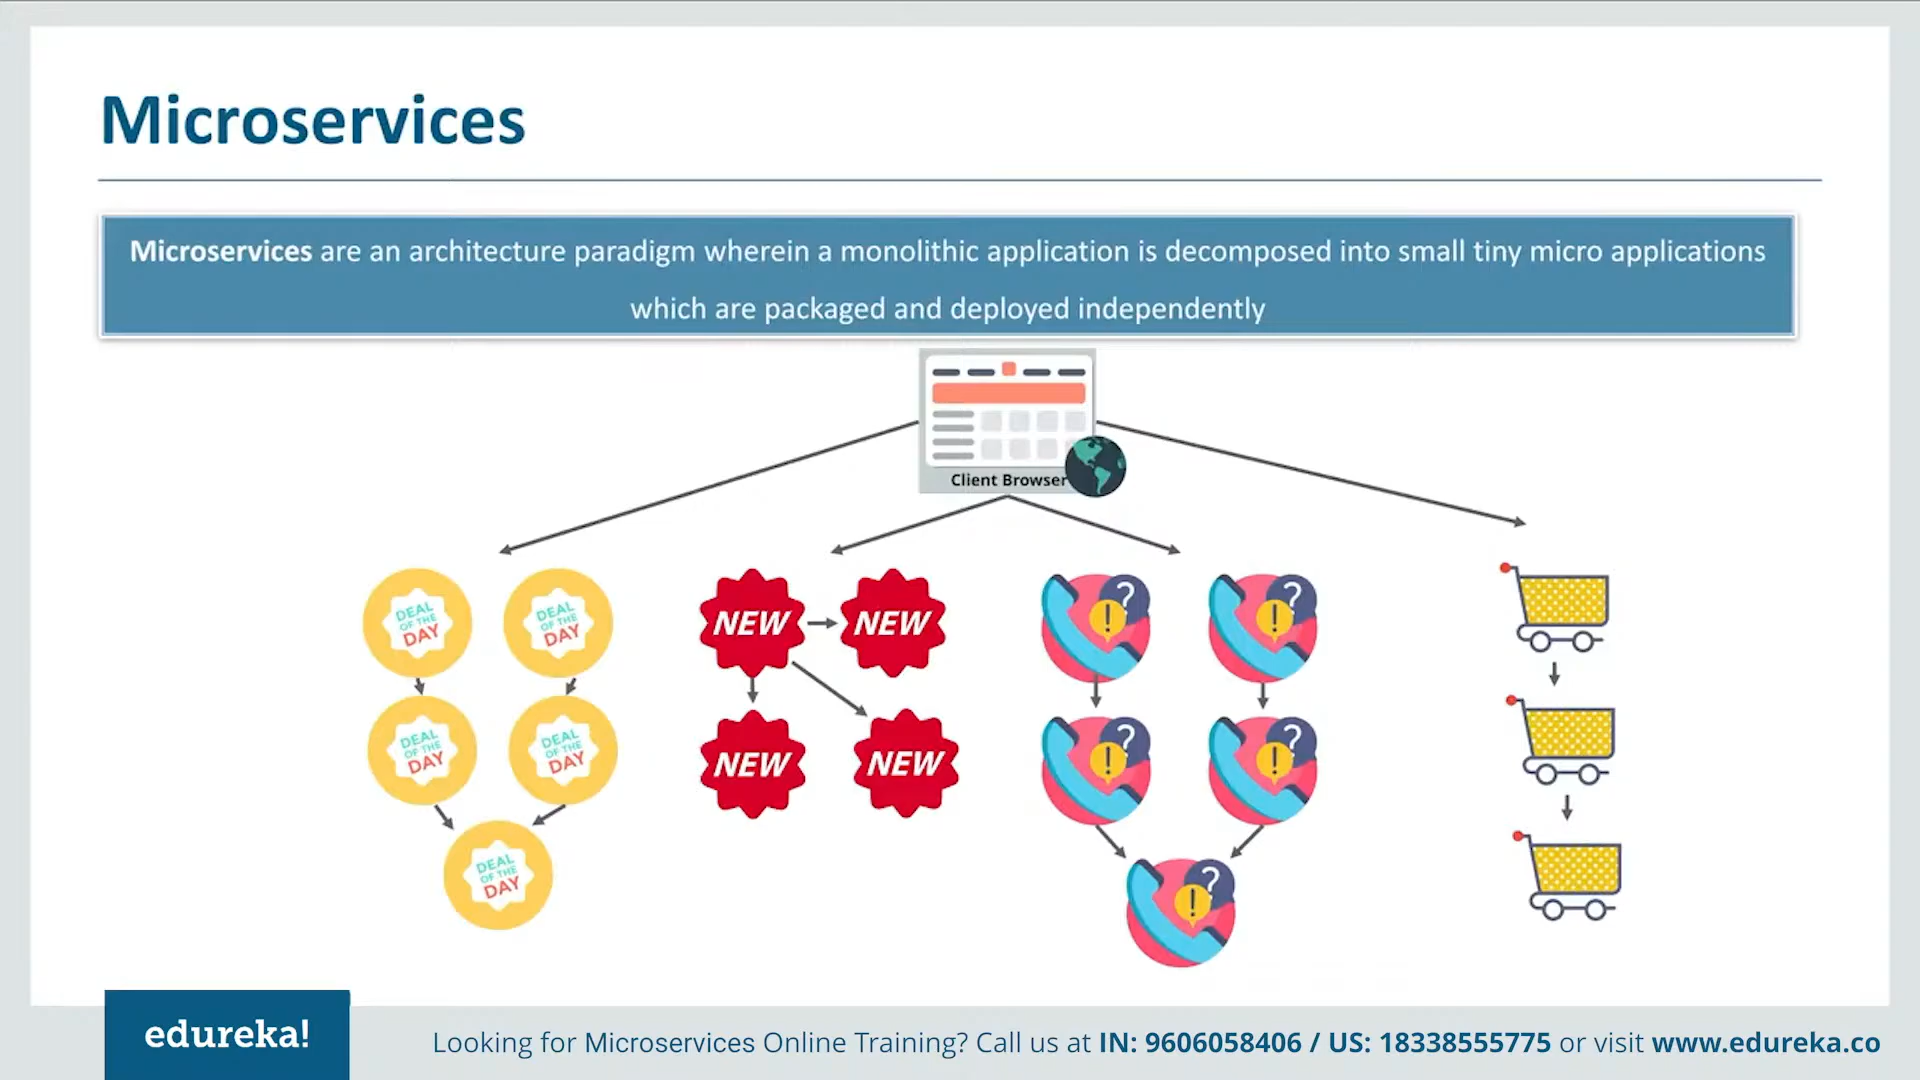 Microservices
Microservices are an architecture paradigm wherein a monolithic application is decomposed into small tiny micro applications
which are packaged and deployed independently
Client Browser
DEAL
OF THE
DAY
DEAL
OF THE
DAY
NEW
NEW
?
!
?
!
DEAL
OF THE
DAY
DEAL
OF THE
DAY
NEW
NEW
?
!
?
!
DEAL
OF THE
DAY
?
!
edureka!
Looking for Microservices Online Training? Call us at IN: 9606058406 / US: 18338555775 or visit www.edureka.co